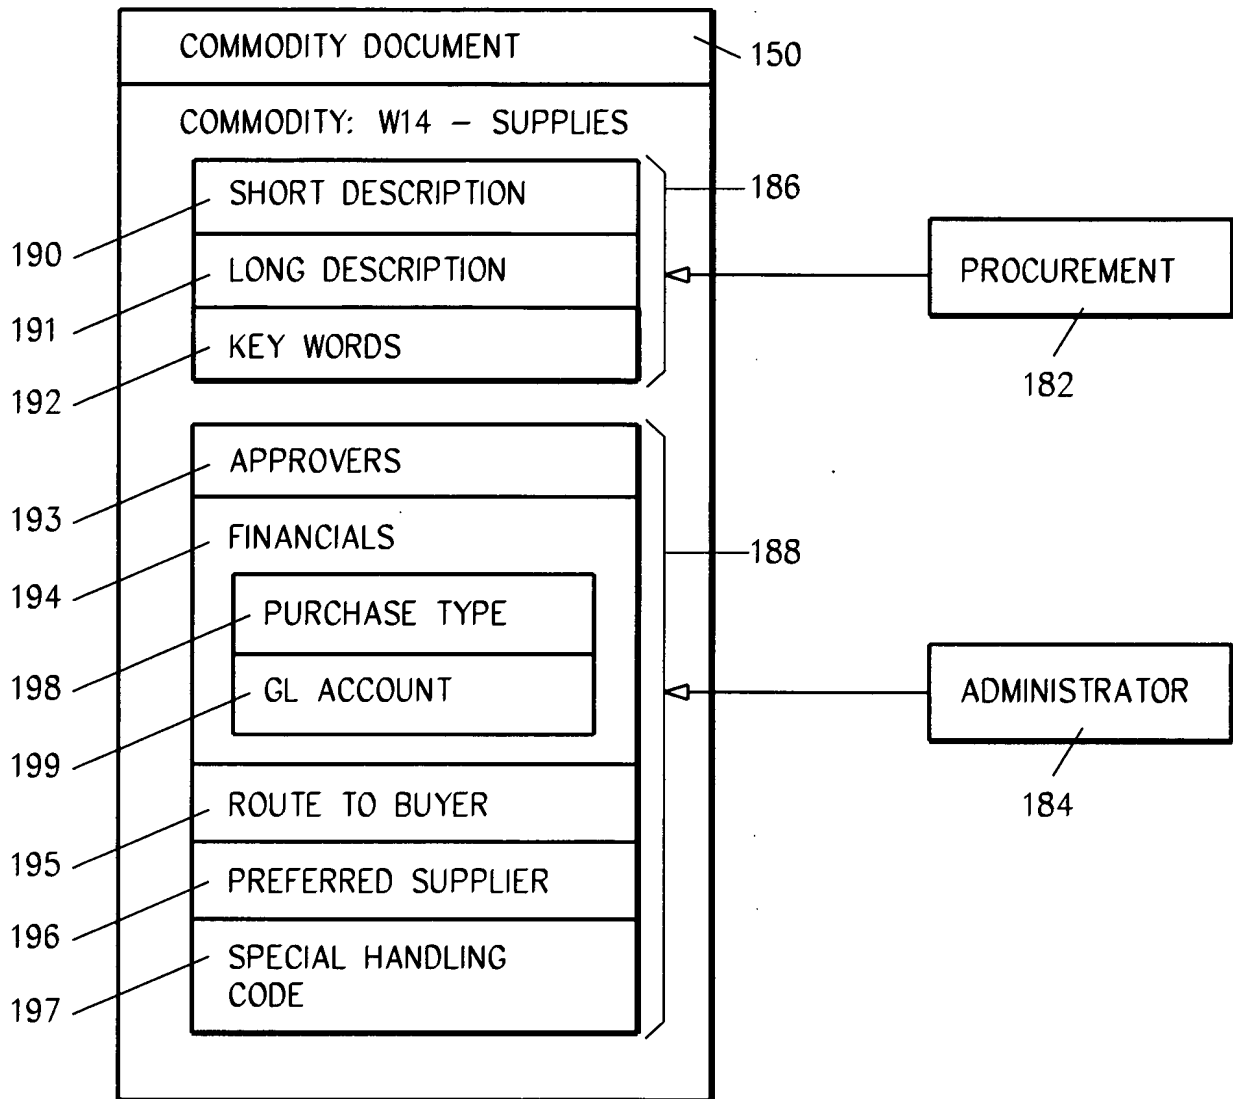 COMMODITY DOCUMENT
150
COMMODITY: W14 – SUPPLIES
SHORT DESCRIPTION
186
190
LONG DESCRIPTION
PROCUREMENT
191
KEY WORDS
192
182
APPROVERS
193
FINANCIALS
188
194
PURCHASE TYPE
198
GL ACCOUNT
ADMINISTRATOR
199
ROUTE TO BUYER
184
195
PREFERRED SUPPLIER
196
SPECIAL HANDLING
CODE
197